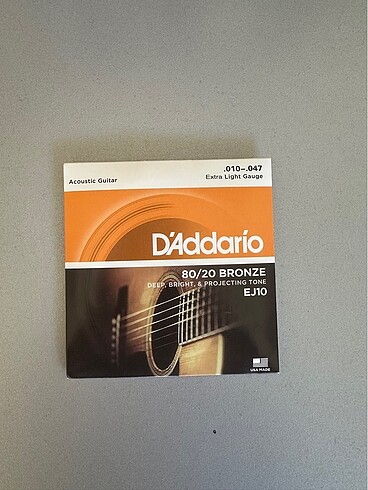 .010–.047
Acoustic Guitar
Extra Light Gauge
D'Addario
80/20 BRONZE
DEEP, BRIGHT, & PROJECTING TONE
EJ10
USA MADE